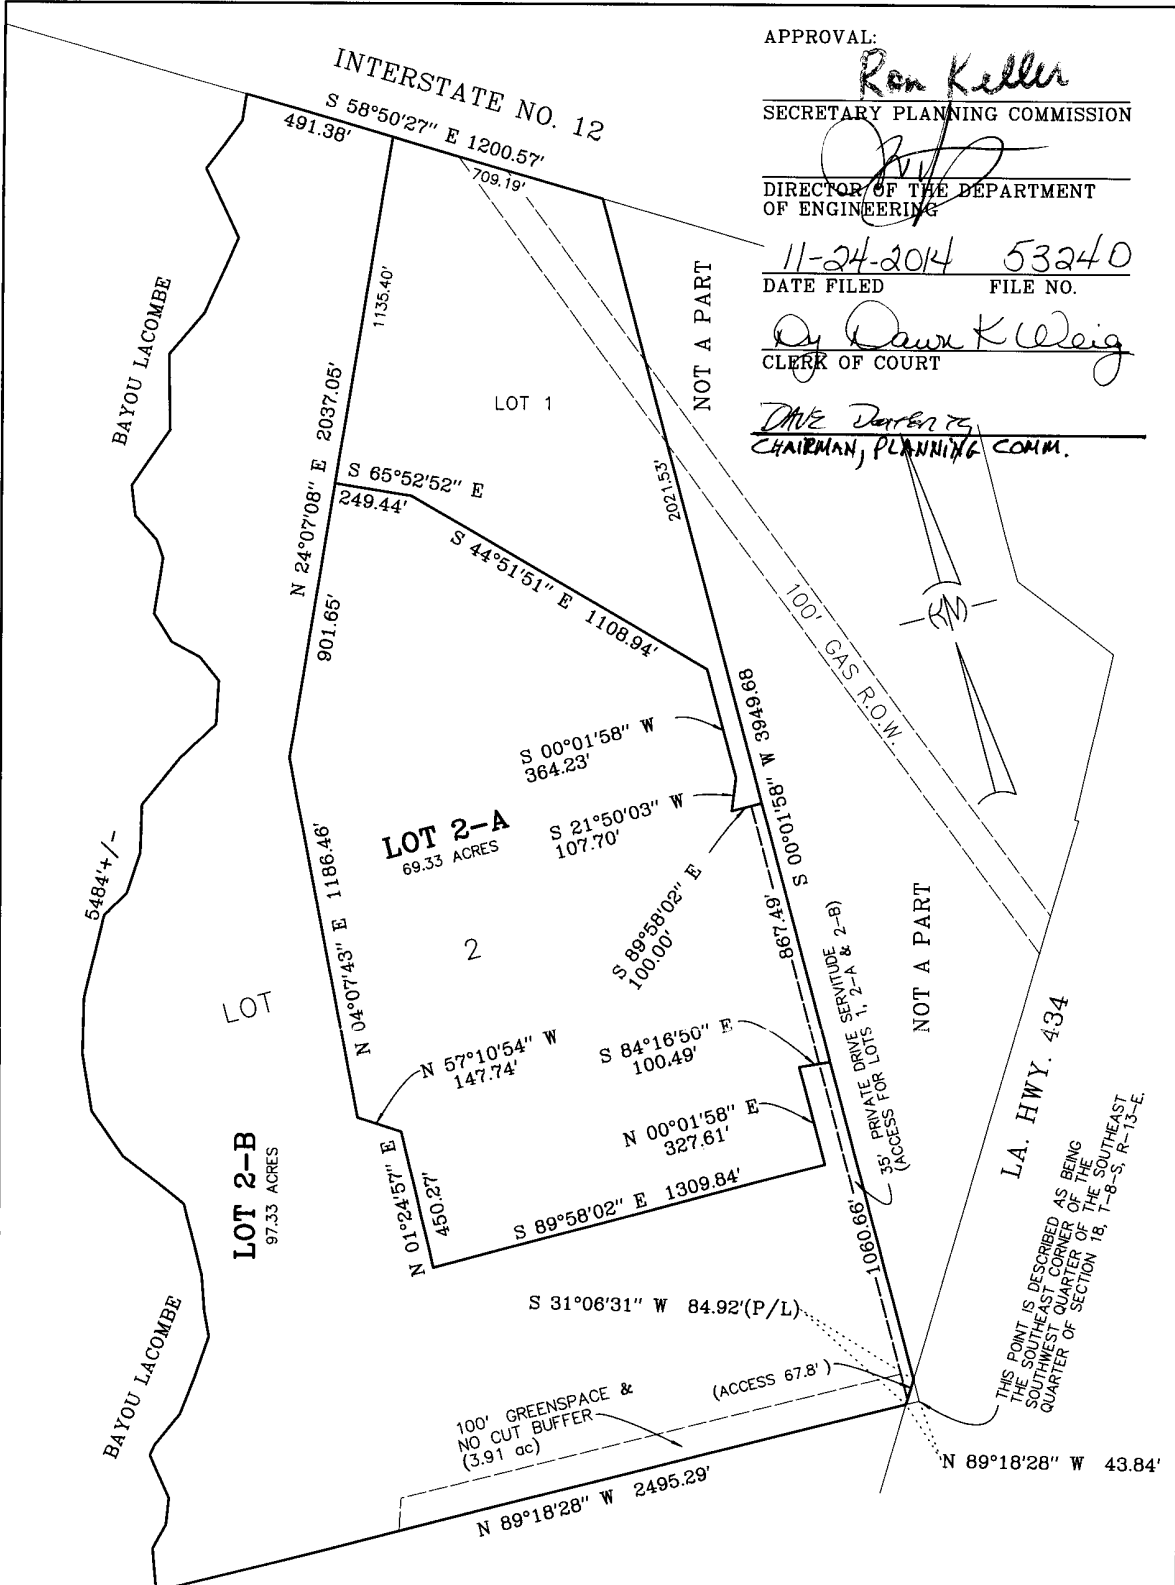 APPROVAL:
Ron Keller
SECRETARY PLANNING COMMISSION
DIRECTOR OF THE DEPARTMENT
OF ENGINEERING
11-24-2014 53240
DATE FILED FILE NO.
Dy Dawn K Weig
CLERK OF COURT
DAVE
CHAIRMAN, PLANNING COMM.
INTERSTATE NO. 12
S 58°50'27" E 1200.57'
491.38'
709.19'
BAYOU LACOMBE
1135.40'
N 24°07'08" E 2037.05'
901.65'
LOT 1
NOT A PART
2021.53'
S 65°52'52" E
249.44'
S 44°51'51" E 1108.94'
100' GAS R.O.W.
KM
S 00°01'58" W 3949.68
S 00°01'58" W
364.23'
S 21°50'03" W
107.70'
S 89°58'02" E
100.00'
LOT 2-A
69.33 ACRES
5484'+/-
N 04°07'43" E 1186.46'
2
LOT
867.49'
35' PRIVATE DRIVE SERVITUDE
(ACCESS FOR LOTS 1, 2-A & 2-B)
NOT A PART
LA. HWY. 434
N 57°10'54" W
147.74'
S 84°16'50" E
100.49'
N 00°01'58" E
327.61'
LOT 2-B
97.33 ACRES
N 01°24'57" E
450.27'
S 89°58'02" E 1309.84'
1060.66'
S 31°06'31" W 84.92'(P/L)
(ACCESS 67.8')
THIS POINT IS DESCRIBED AS BEING
THE SOUTHEAST CORNER OF THE
SOUTHWEST QUARTER OF THE SOUTHEAST
QUARTER OF SECTION 18, T-8-S, R-13-E.
BAYOU LACOMBE
100' GREENSPACE &
NO CUT BUFFER
(3.91 ac)
N 89°18'28" W 43.84'
N 89°18'28" W 2495.29'